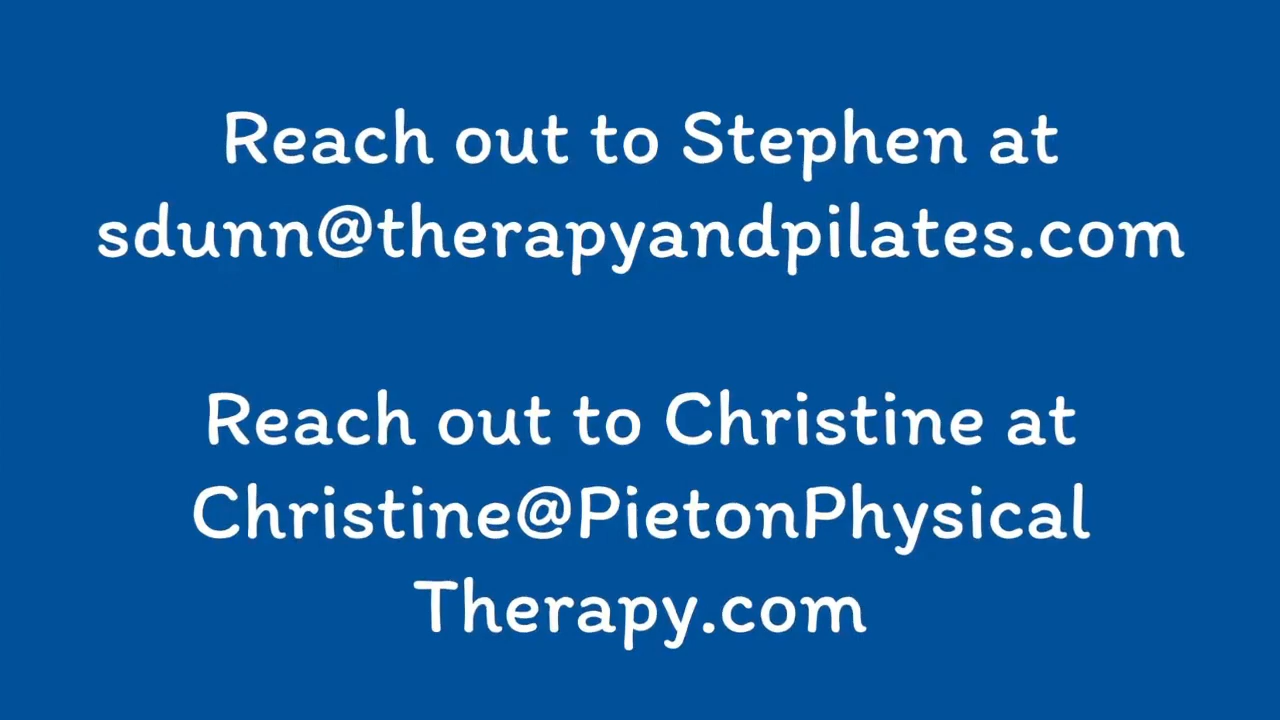 Reach out to Stephen at
sdunn@therapyandpilates.com
Reach out to Christine at
Christine@PietonPhysical
Therapy.com